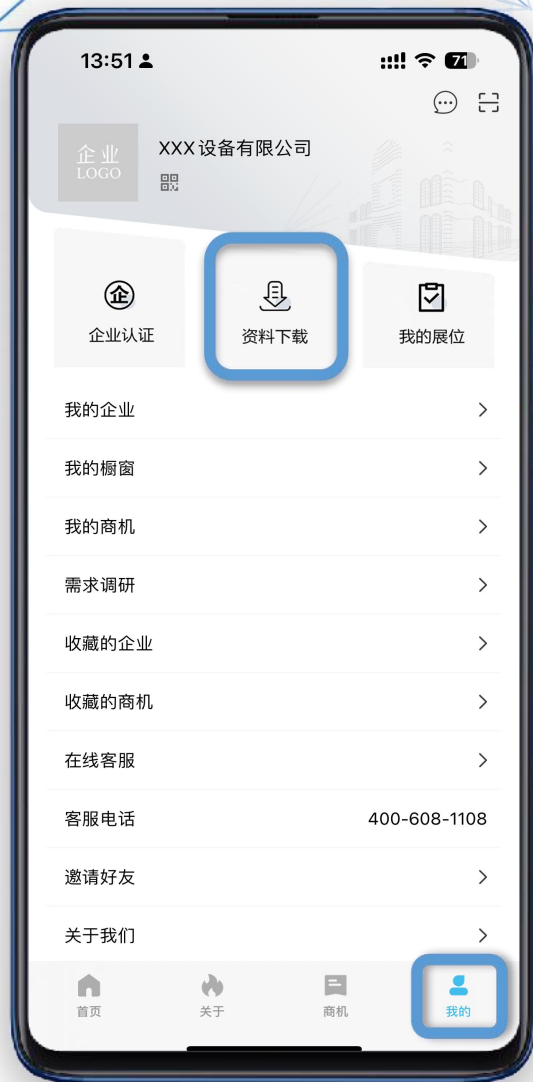 13:51
71
企业
LOGO
XXX设备有限公司
企
企业认证
资料下载
我的展位
我的企业
我的橱窗
我的商机
需求调研
收藏的企业
收藏的商机
在线客服
客服电话 400-608-1108
邀请好友
关于我们
首页
关于
商机
我的